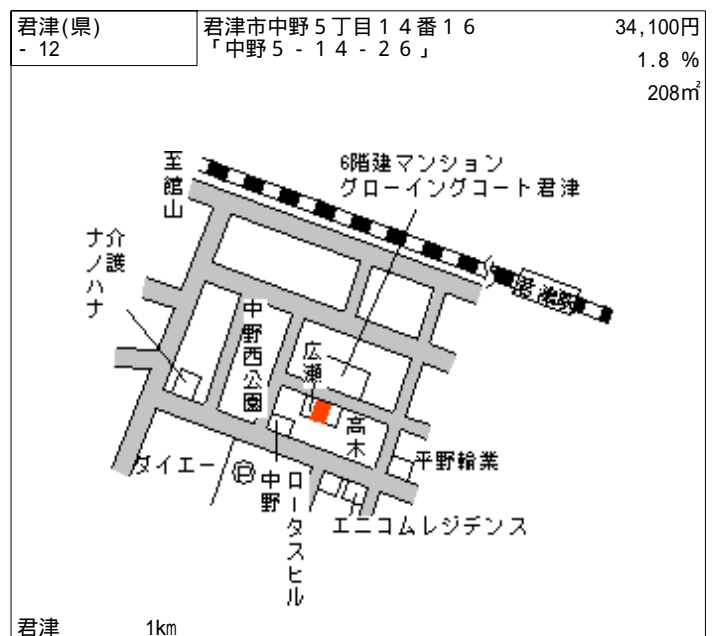 君津(県)
- 12
君津市中野５丁目１４番１６
「中野５-１４-２６」
34,100円
1.8 %
208㎡
至館山
6階建マンション
グローイングコート君津
君津駅
介護
ナノハナ
中野西公園
広瀬
高木
平野輪業
ダイエー
Ⓟ
ロータスヒル
中野
エニコムレジデンス
君津 1km